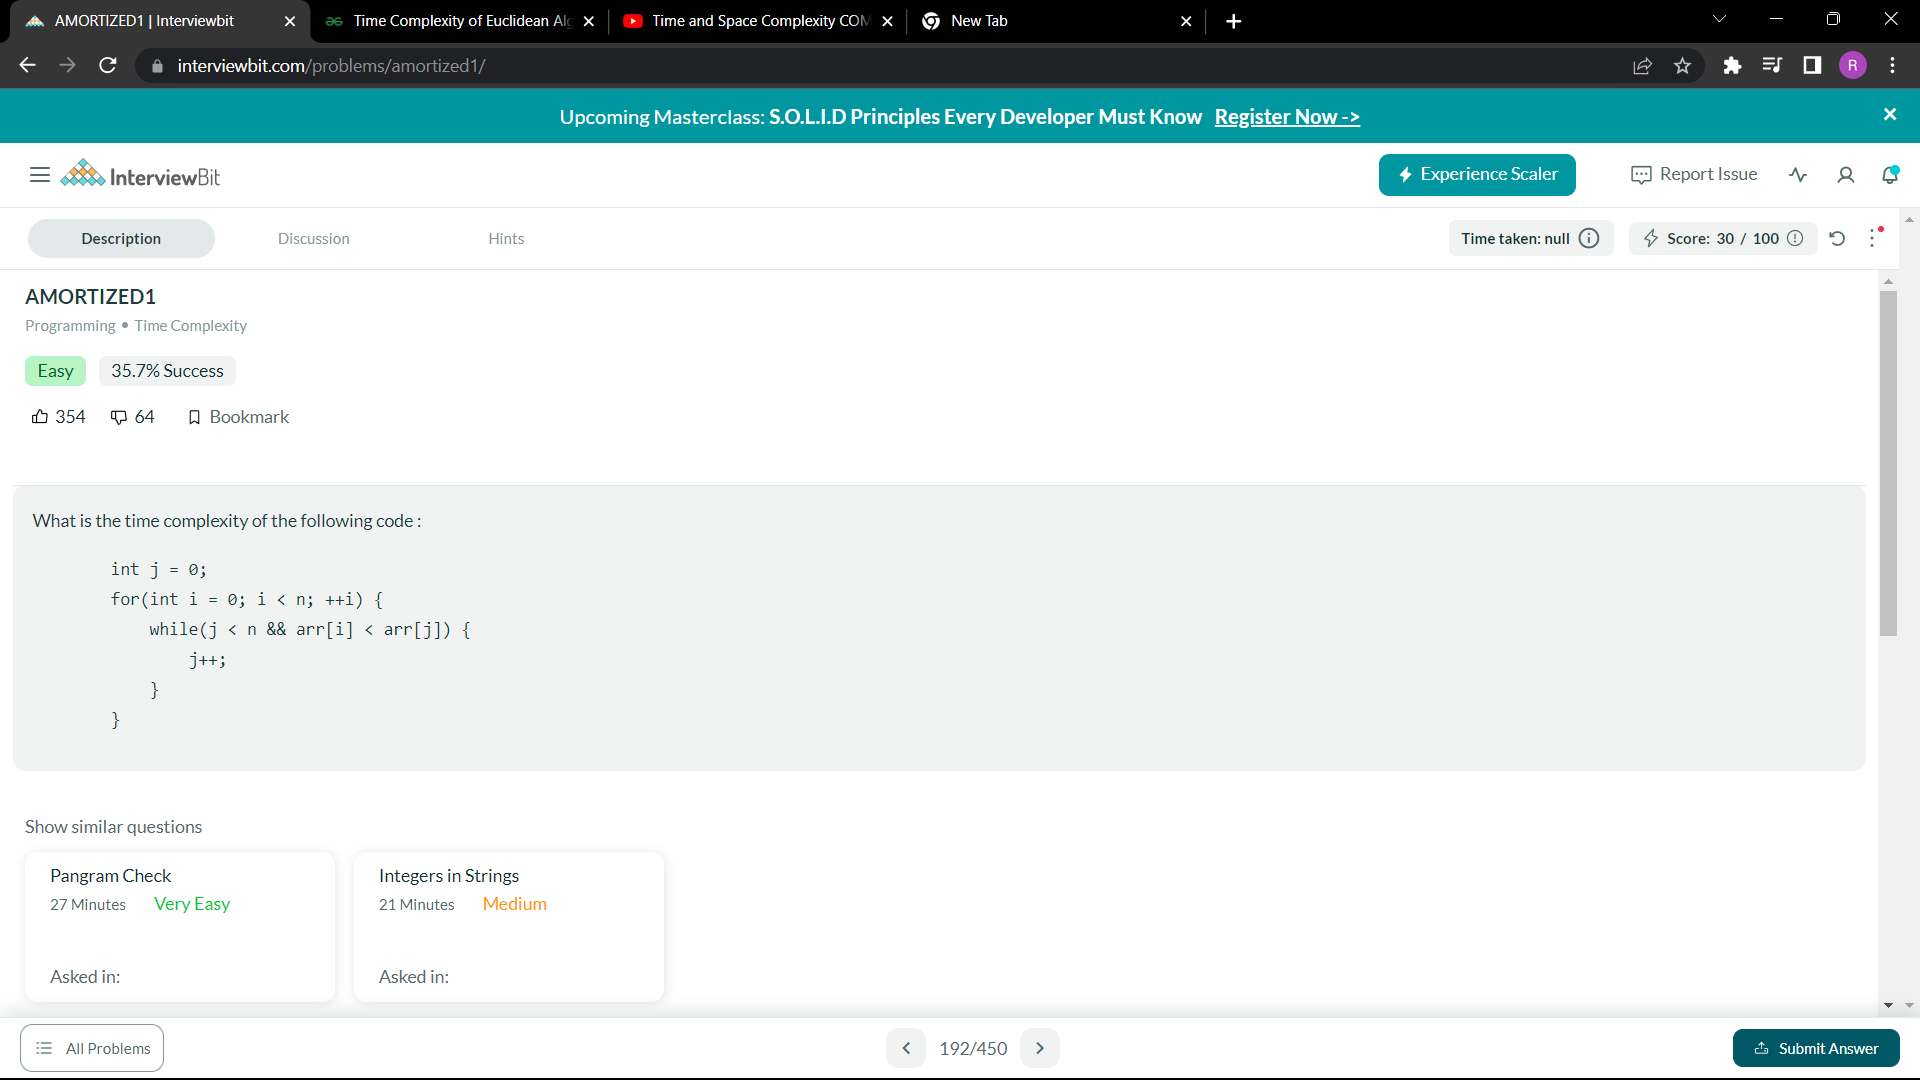 AMORTIZED1 | Interviewbit
Time Complexity of Euclidean Alg
Time and Space Complexity COM
New Tab
interviewbit.com/problems/amortized1/
R
Upcoming Masterclass: S.O.L.I.D Principles Every Developer Must Know Register Now ->
InterviewBit
Experience Scaler
Report Issue
Description
Discussion
Hints
Time taken: null
Score: 30 / 100
AMORTIZED1
Programming • Time Complexity
Easy
35.7% Success
354
64
Bookmark
What is the time complexity of the following code :
int j = 0;
for(int i = 0; i < n; ++i) {
while(j < n && arr[i] < arr[j]) {
j++;
}
}
Show similar questions
Pangram Check
27 Minutes Very Easy
Asked in:
Integers in Strings
21 Minutes Medium
Asked in:
All Problems
192/450
Submit Answer